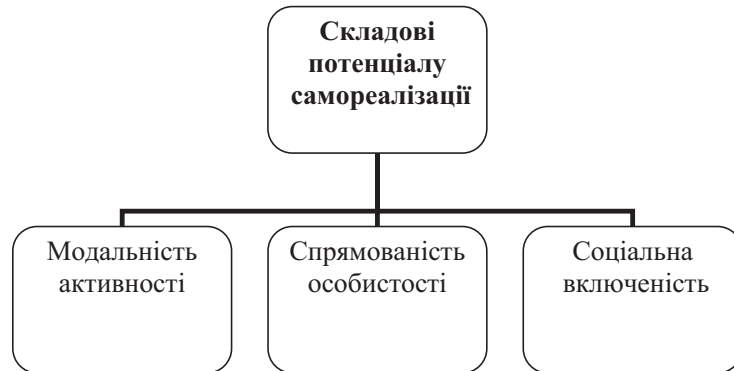 Складові
потенціалу
самореалізації
Модальність
активності
Спрямованість
особистості
Соціальна
включеність